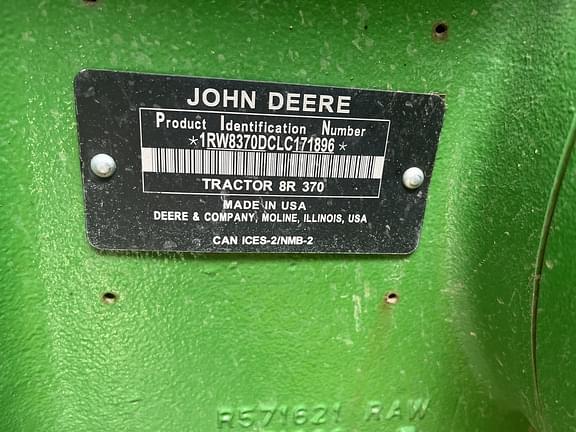 JOHN DEERE
Product Identification Number
*1RW8370DCLC171896*
TRACTOR 8R 370
MADE IN USA
DEERE & COMPANY, MOLINE, ILLINOIS, USA
CAN ICES-2/NMB-2
R571621 RAW